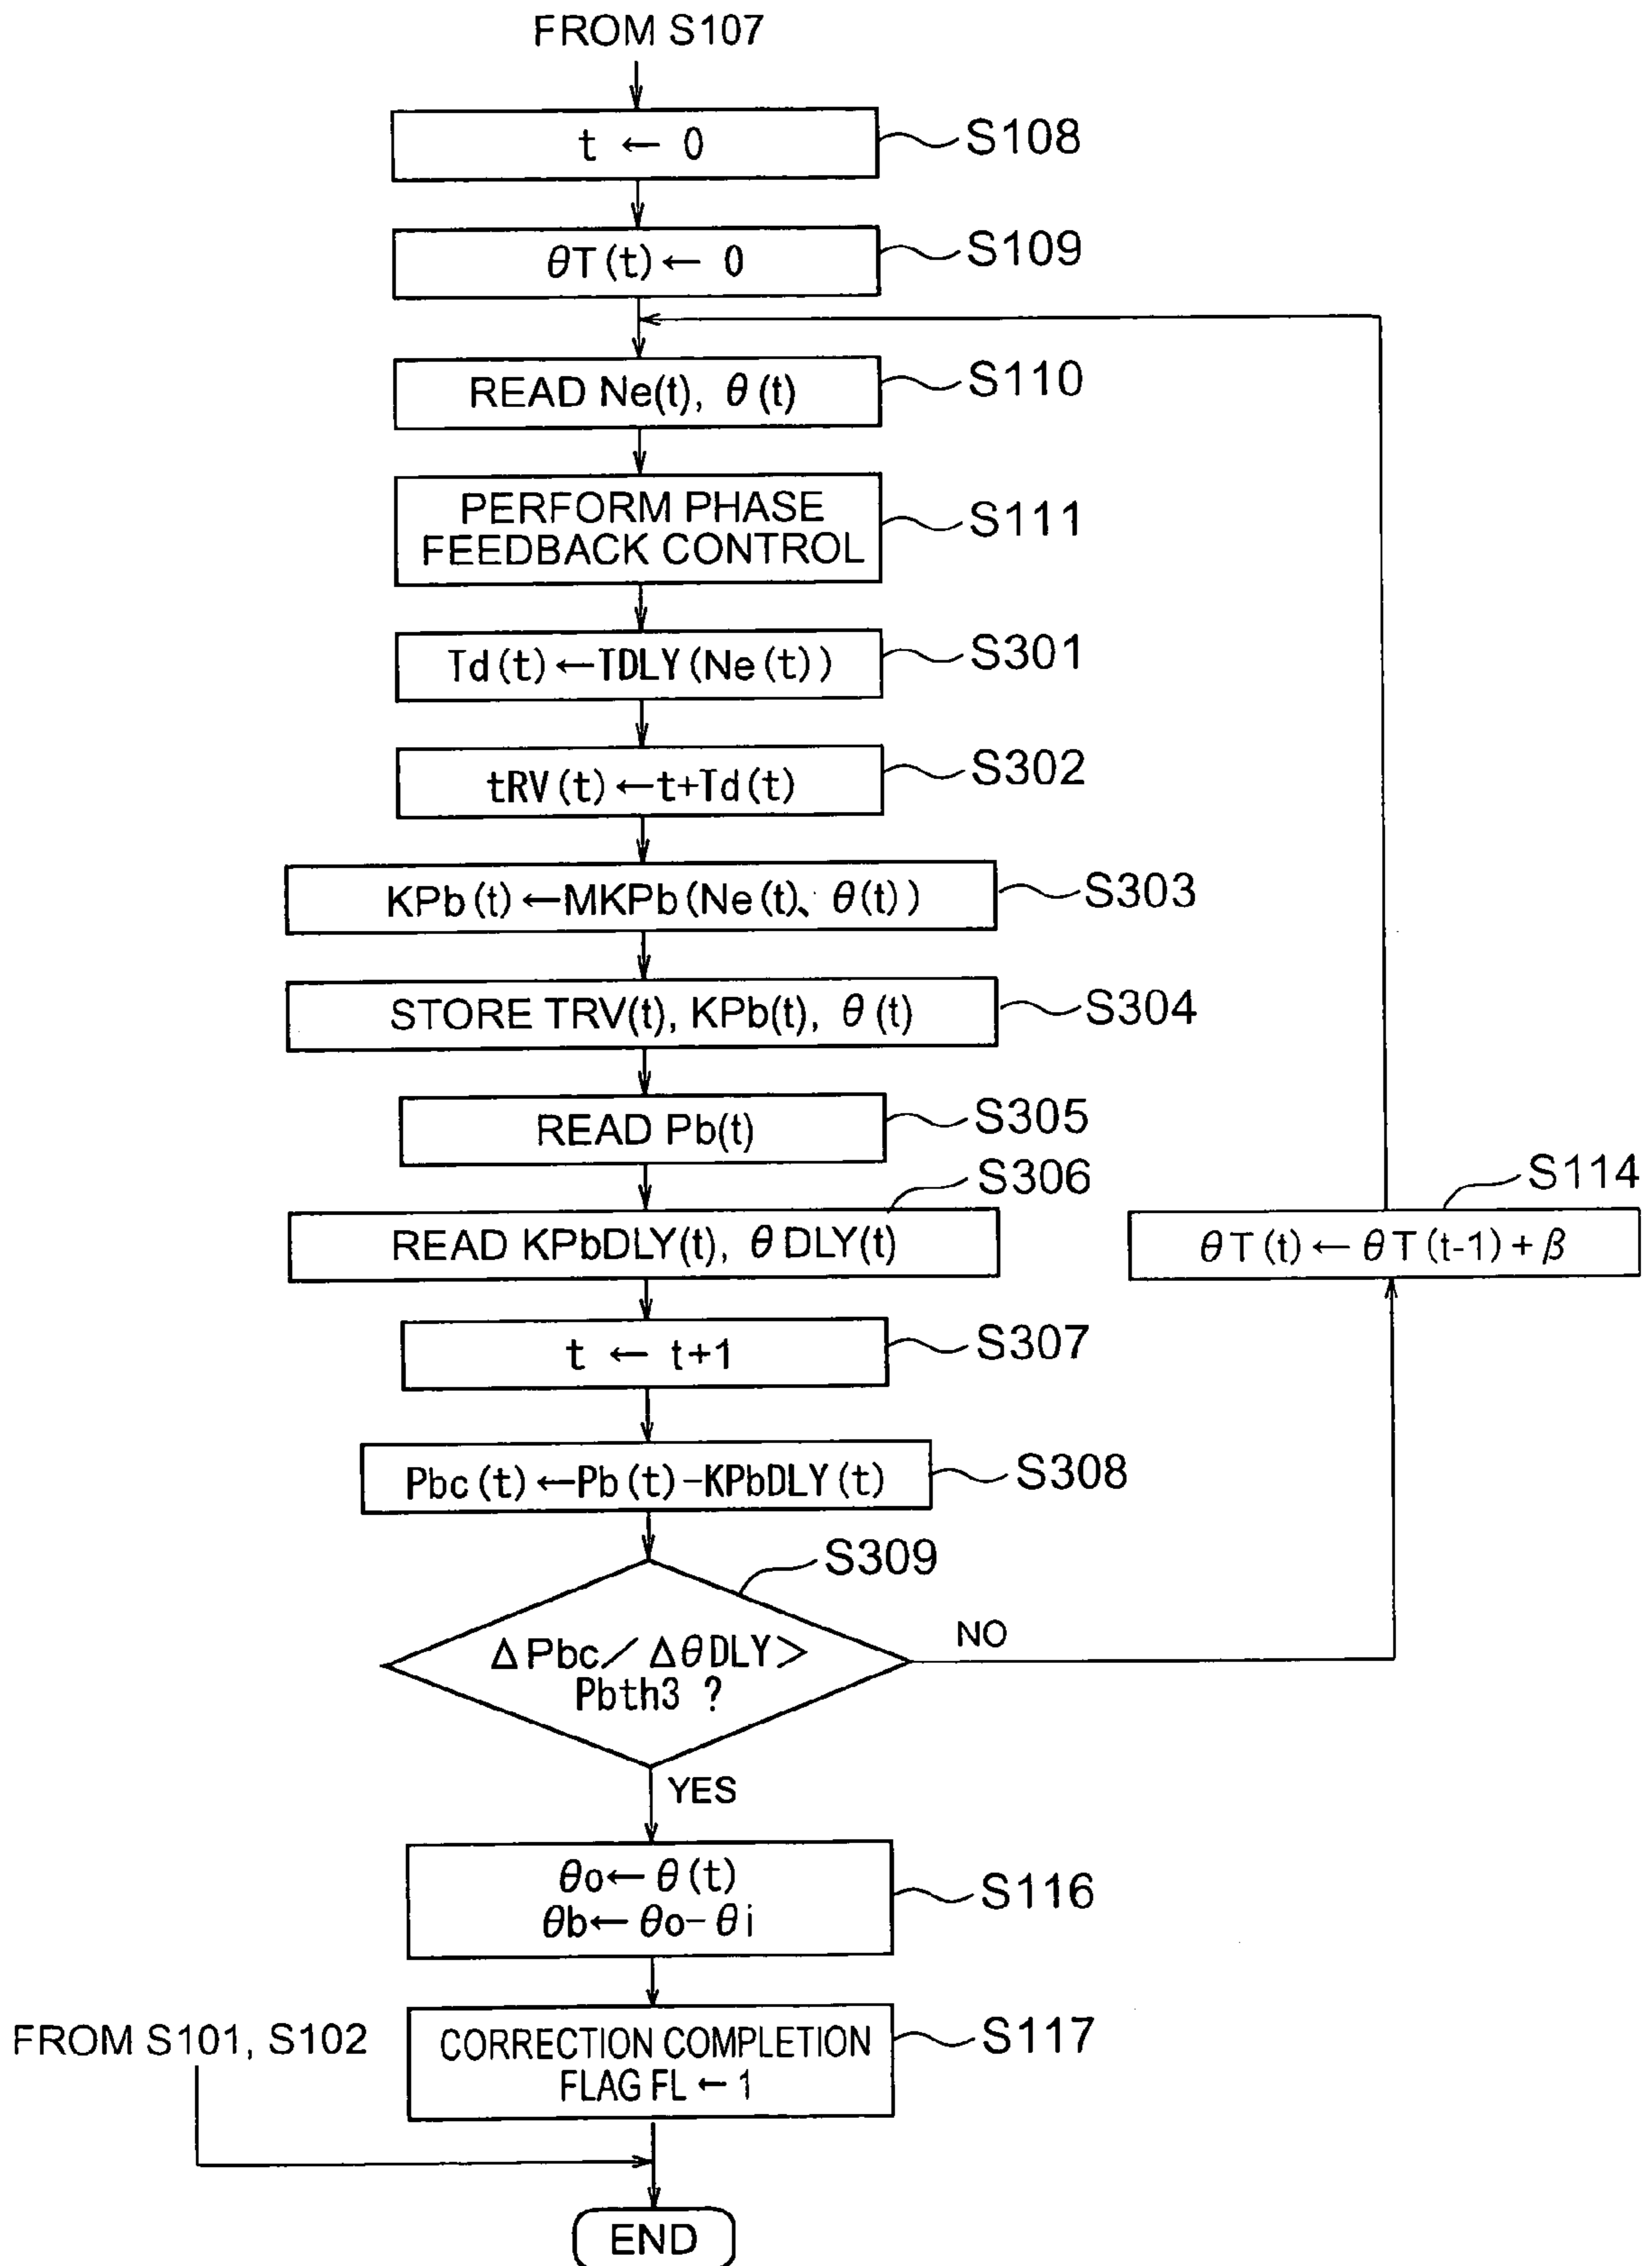 FROM S107
t ← 0
S108
θT(t) ← 0
S109
READ Ne(t), θ(t)
S110
PERFORM PHASE
FEEDBACK CONTROL
S111
Td(t)←TDLY(Ne(t))
S301
tRV(t)←t+Td(t)
S302
KPb(t)←MKPb(Ne(t)、θ(t))
S303
STORE TRV(t), KPb(t), θ(t)
S304
READ Pb(t)
S305
S306
READ KPbDLY(t), θDLY(t)
S114
θT(t)←θT(t-1)+β
t ← t+1
S307
Pbc(t)←Pb(t)-KPbDLY(t)
S308
S309
ΔPbc/ΔθDLY>
Pbth3 ?
NO
YES
θo←θ(t)
θb←θo-θi
S116
FROM S101, S102
CORRECTION COMPLETION
FLAG FL ← 1
S117
END